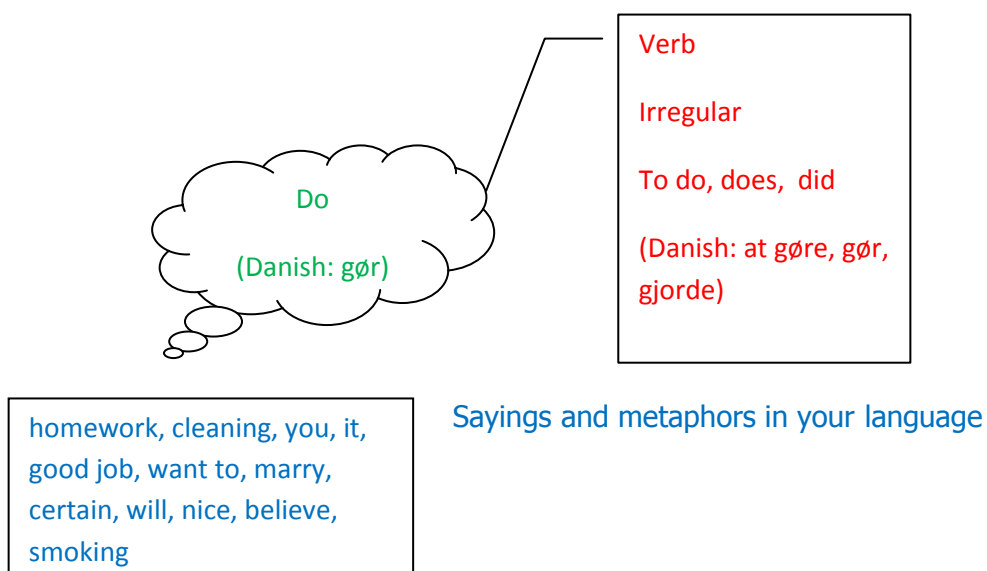 Do
(Danish: gør)
Verb
Irregular
To do, does, did
(Danish: at gøre, gør,
gjorde)
homework, cleaning, you, it,
good job, want to, marry,
certain, will, nice, believe,
smoking
Sayings and metaphors in your language